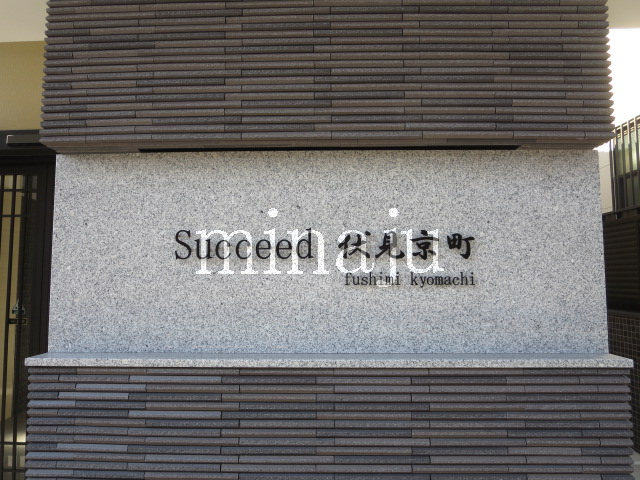 Succeed 伏見京町
fushimi kyomachi
minaju